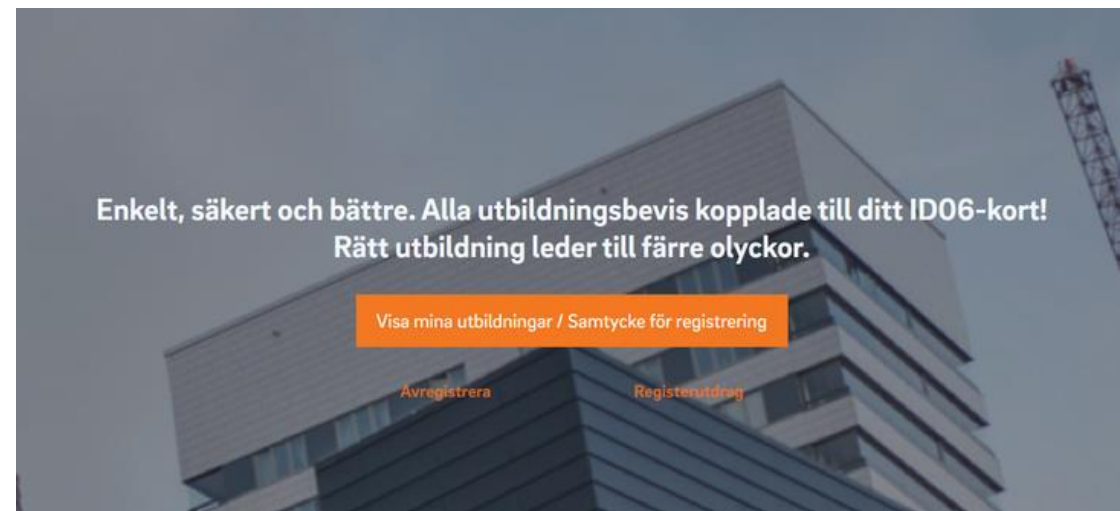 Enkelt, säkert och bättre. Alla utbildningsbevis kopplade till ditt ID06-kort!
Rätt utbildning leder till färre olyckor.
Visa mina utbildningar / Samtycke för registrering
Avregistrera
Registerutdrag